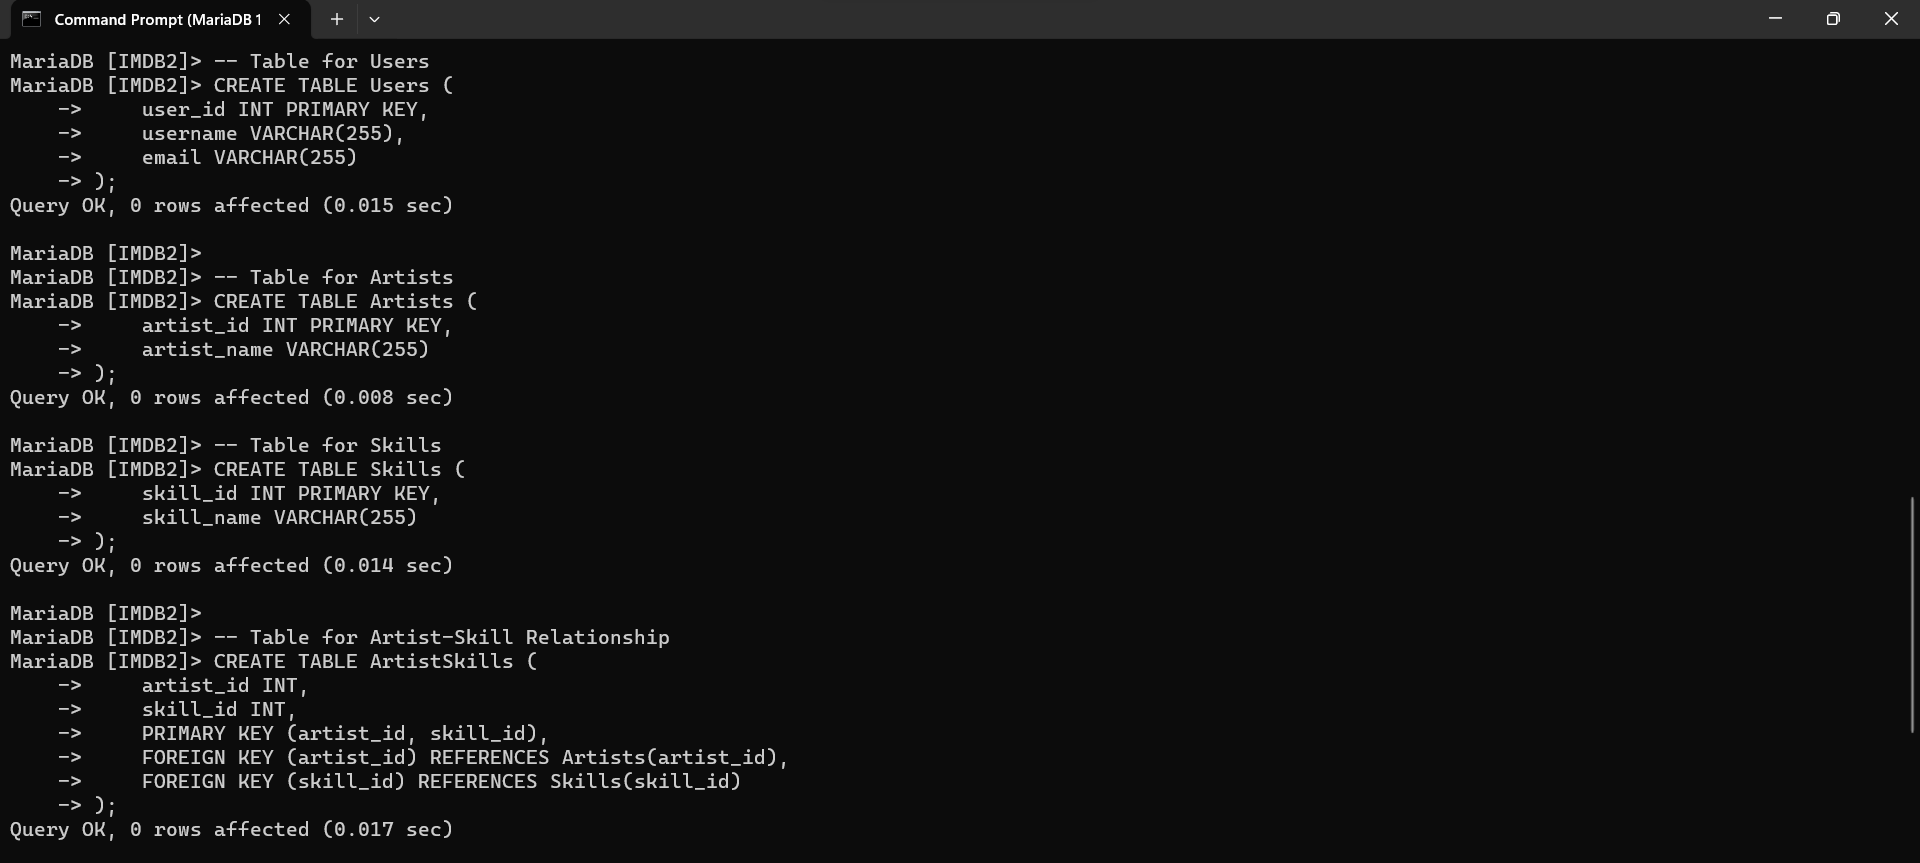 Command Prompt (MariaDB 1
MariaDB [IMDB2]> -- Table for Users
MariaDB [IMDB2]> CREATE TABLE Users (
    ->     user_id INT PRIMARY KEY,
    ->     username VARCHAR(255),
    ->     email VARCHAR(255)
    -> );
Query OK, 0 rows affected (0.015 sec)

MariaDB [IMDB2]>
MariaDB [IMDB2]> -- Table for Artists
MariaDB [IMDB2]> CREATE TABLE Artists (
    ->     artist_id INT PRIMARY KEY,
    ->     artist_name VARCHAR(255)
    -> );
Query OK, 0 rows affected (0.008 sec)

MariaDB [IMDB2]> -- Table for Skills
MariaDB [IMDB2]> CREATE TABLE Skills (
    ->     skill_id INT PRIMARY KEY,
    ->     skill_name VARCHAR(255)
    -> );
Query OK, 0 rows affected (0.014 sec)

MariaDB [IMDB2]>
MariaDB [IMDB2]> -- Table for Artist-Skill Relationship
MariaDB [IMDB2]> CREATE TABLE ArtistSkills (
    ->     artist_id INT,
    ->     skill_id INT,
    ->     PRIMARY KEY (artist_id, skill_id),
    ->     FOREIGN KEY (artist_id) REFERENCES Artists(artist_id),
    ->     FOREIGN KEY (skill_id) REFERENCES Skills(skill_id)
    -> );
Query OK, 0 rows affected (0.017 sec)